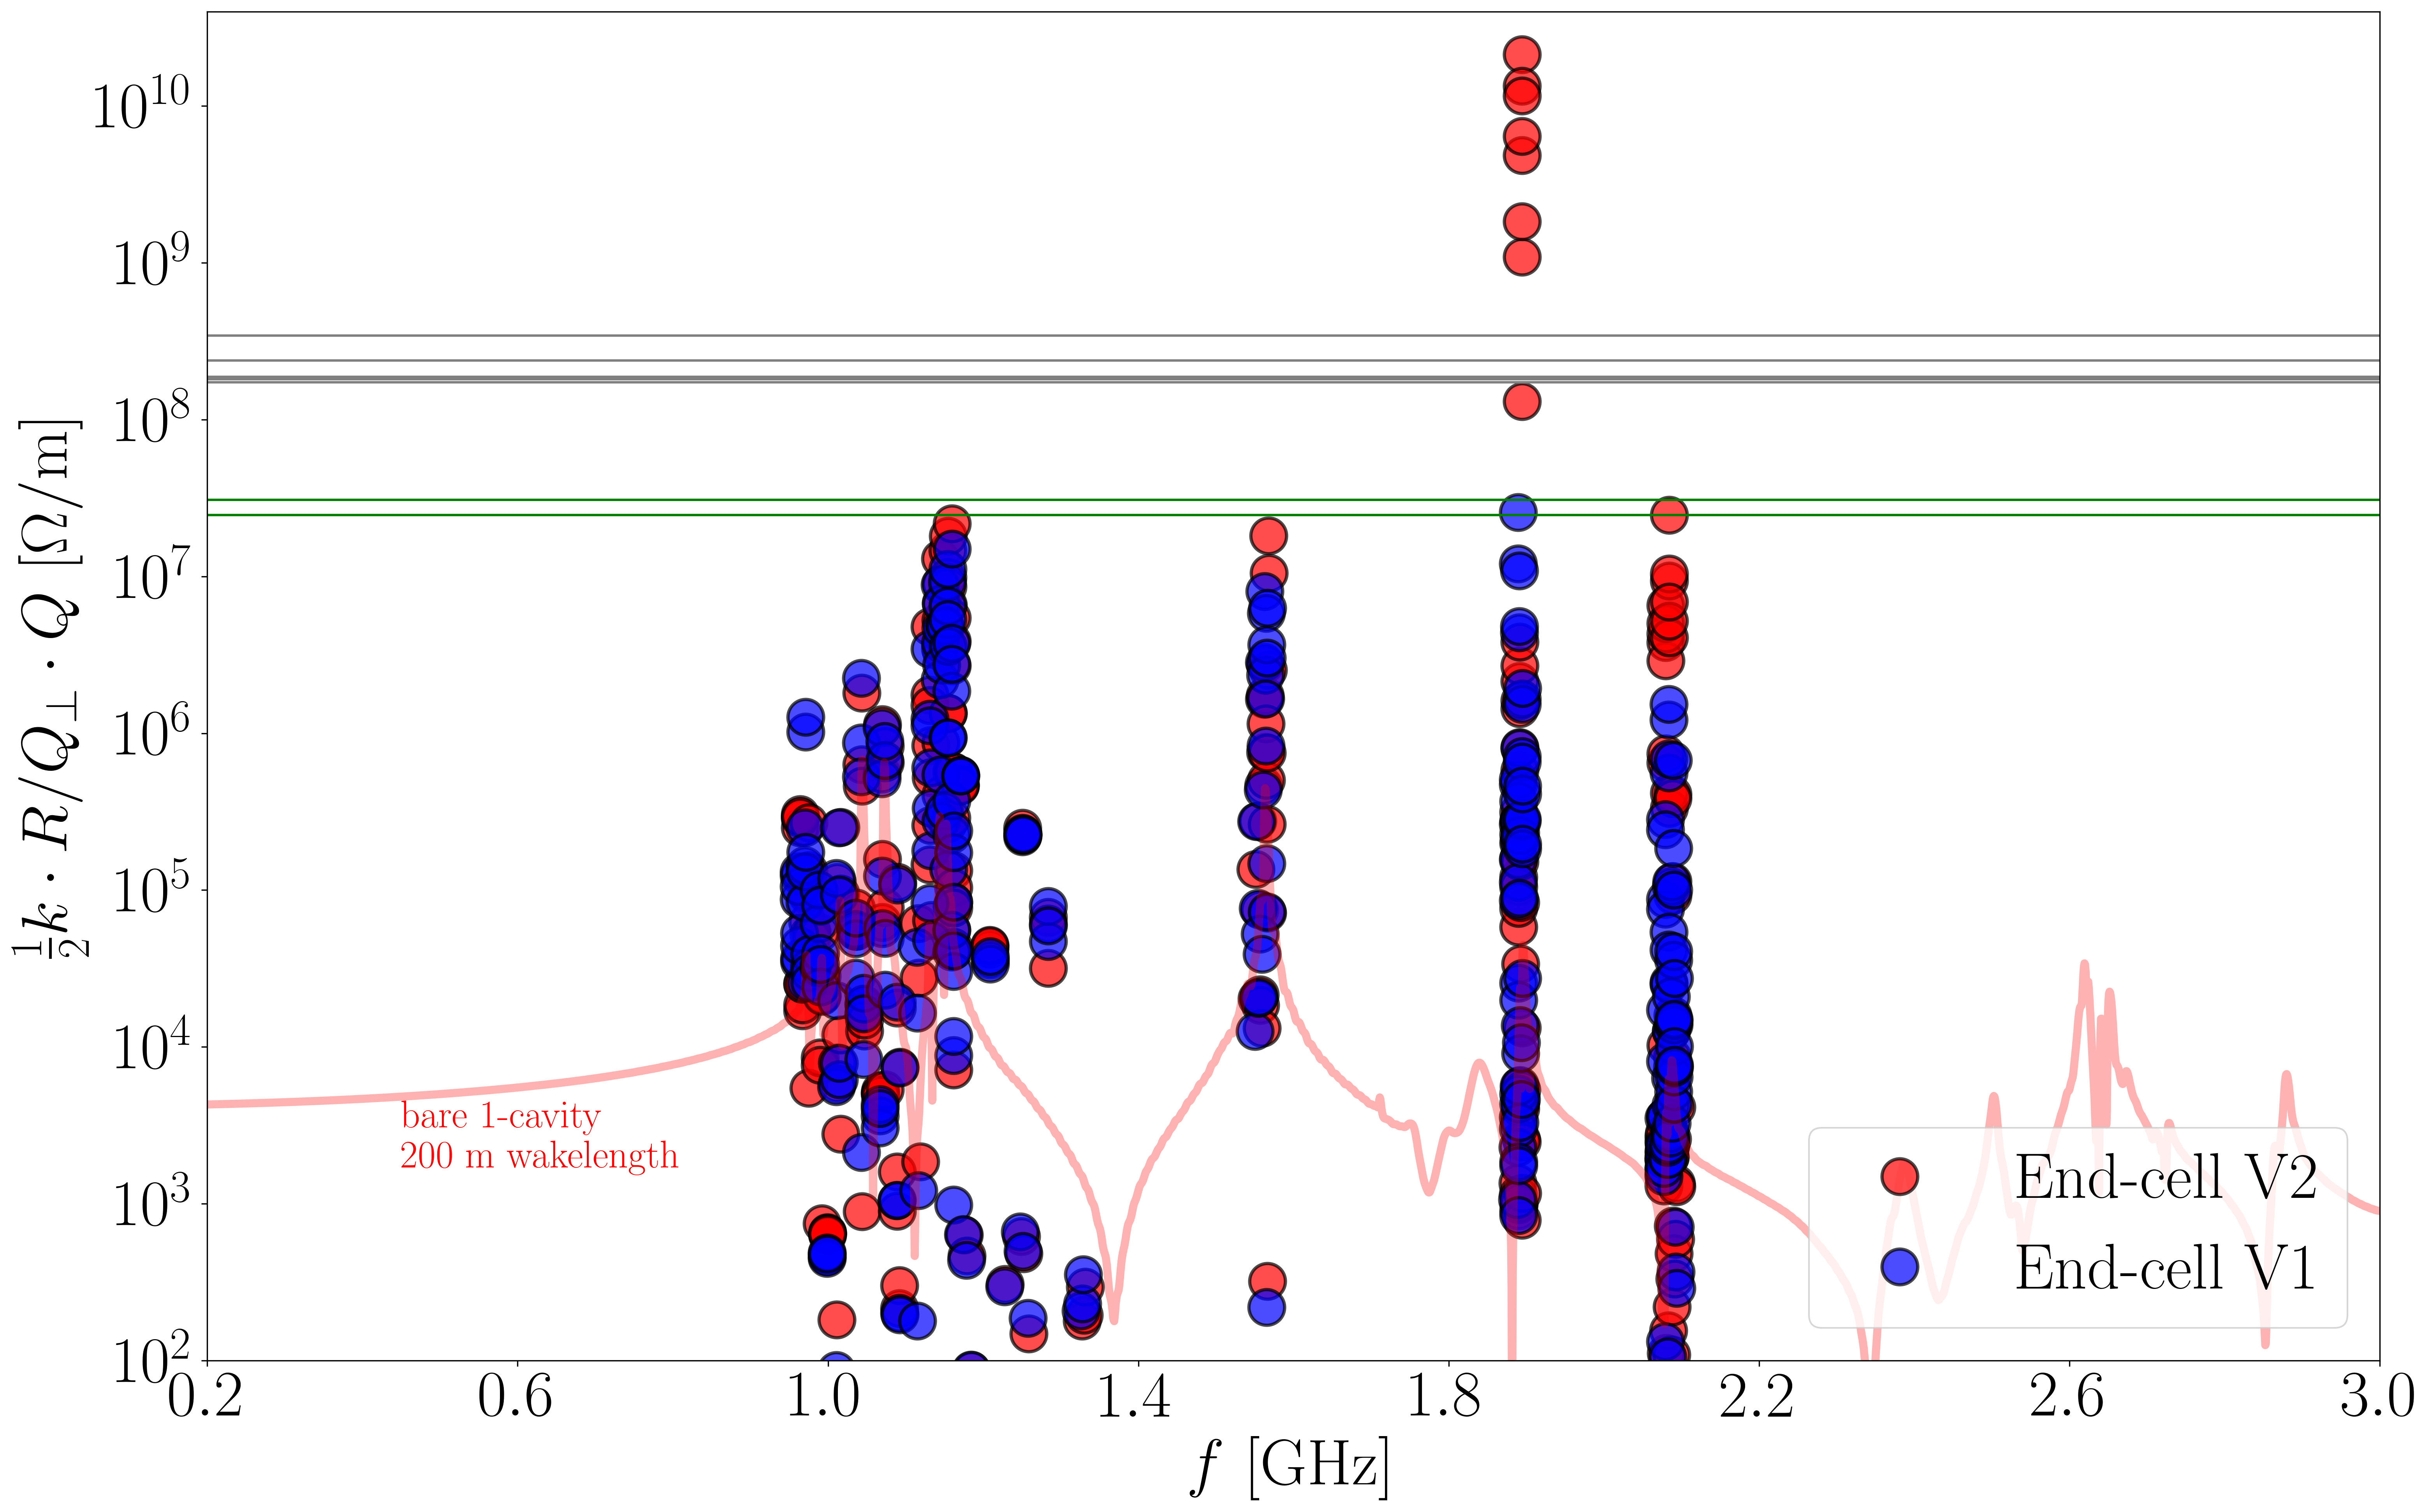 10^10
10^9
10^8
10^7
10^6
10^5
10^4
10^3
10^2
½k · R/Q⊥ · Q [Ω/m]
bare 1-cavity
200 m wakelength
End-cell V2
End-cell V1
0.2 0.6 1.0 1.4 1.8 2.2 2.6 3.0
f [GHz]